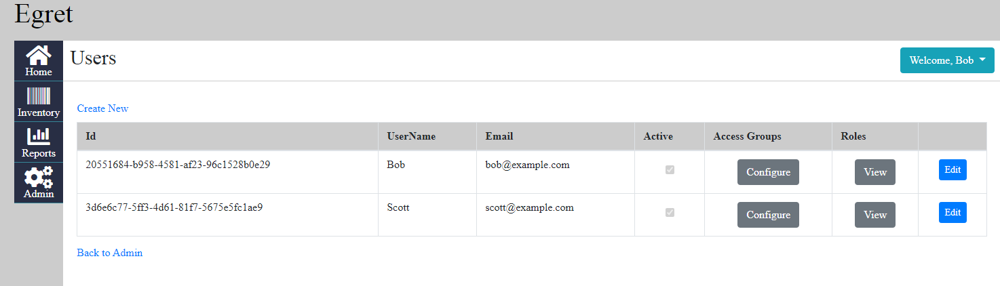 Egret
Home
Users
Welcome, Bob
Inventory
Create New
Id UserName Email Active Access Groups Roles
Reports
20551684-b958-4581-af23-96c1528b0e29 Bob bob@example.com Configure View Edit
Admin
3d6e6c77-5ff3-4d61-81f7-5675e5fc1ae9 Scott scott@example.com Configure View Edit
Back to Admin